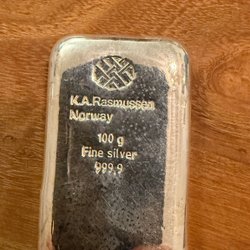 K.A.Rasmussen
Norway
100 g
Fine silver
999,9